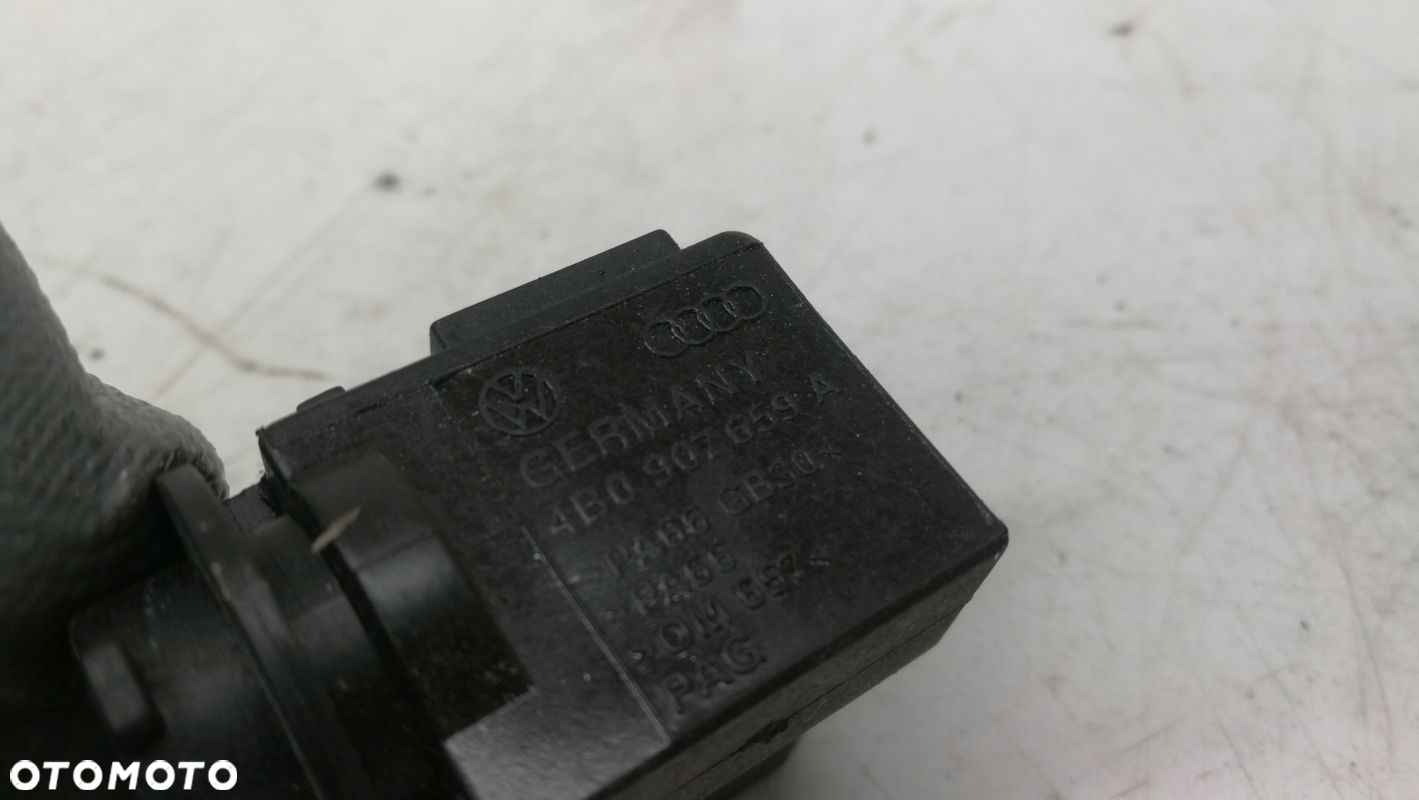 GERMANY
4B0 907 659 A
>PA66 GB30<
PAG
OTOMOTO